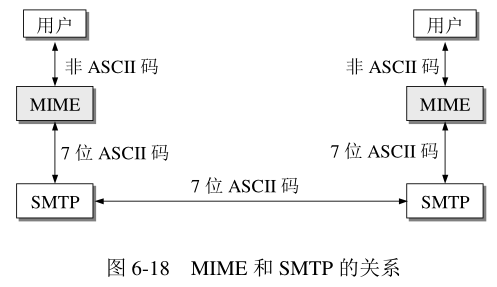 用户 用户
非 ASCII 码 非 ASCII 码
MIME MIME
7 位 ASCII 码 7 位 ASCII 码
7 位 ASCII 码
SMTP SMTP
图 6-18 MIME 和 SMTP 的关系